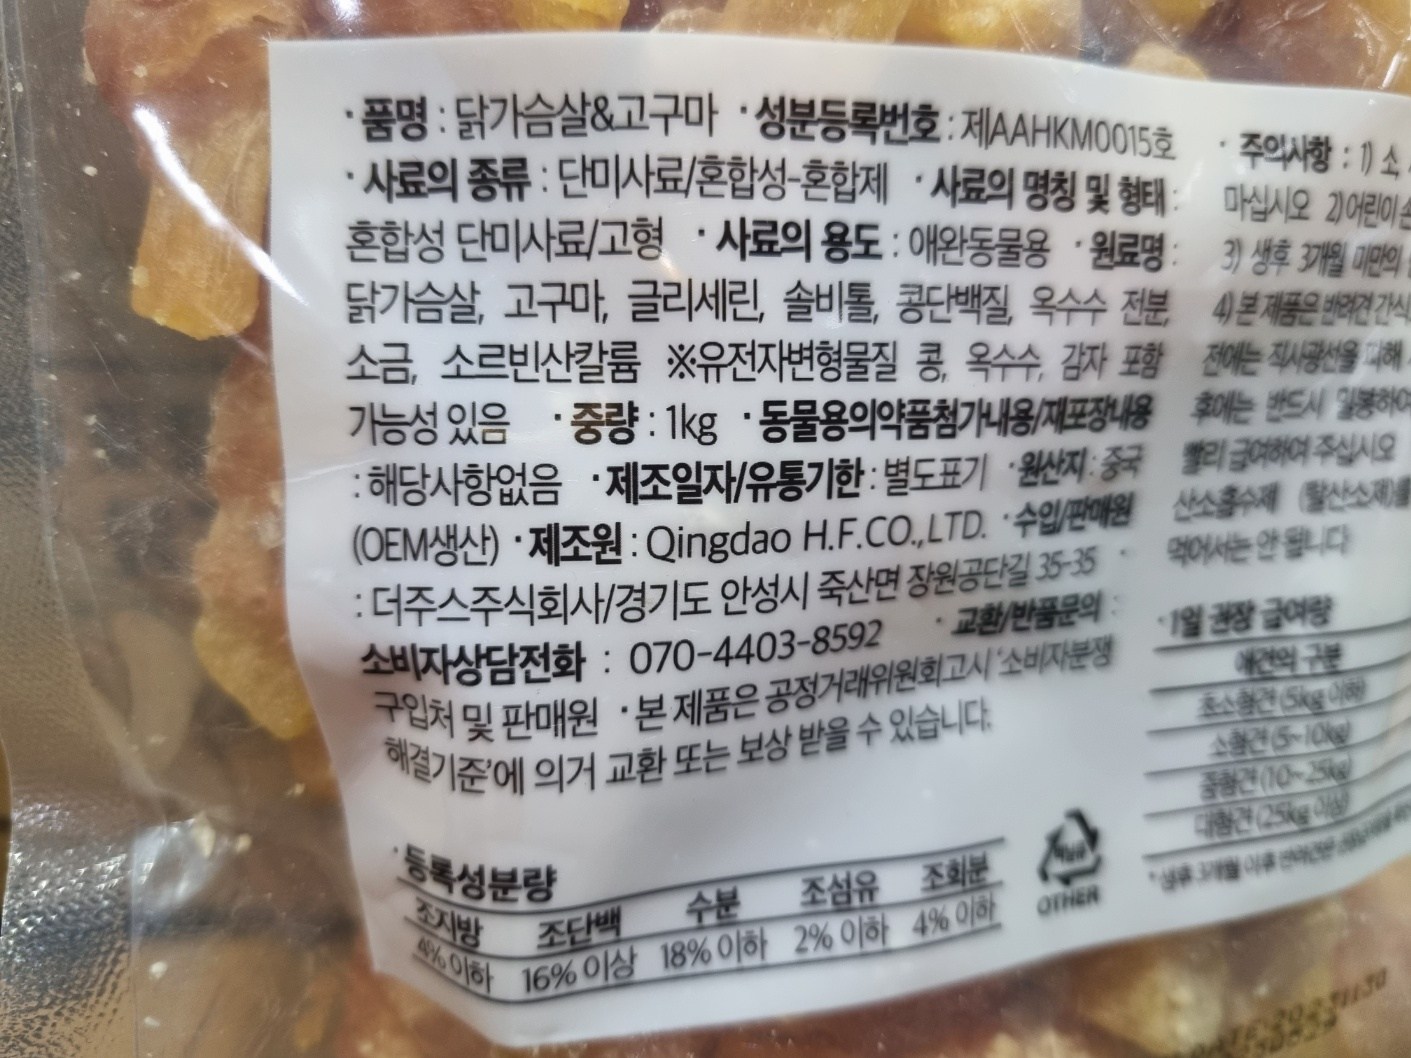 · 품명 : 닭가슴살&고구마 · 성분등록번호 : 제AAHKM0015호
· 사료의 종류 : 단미사료/혼합성-혼합제 · 사료의 명칭 및 형태 :
혼합성 단미사료/고형 · 사료의 용도 : 애완동물용 · 원료명 :
닭가슴살, 고구마, 글리세린, 솔비톨, 콩단백질, 옥수수 전분,
소금, 소르빈산칼륨 ※유전자변형물질 콩, 옥수수, 감자 포함
가능성 있음 · 중량 : 1kg · 동물용의약품첨가내용/재포장내용
: 해당사항없음 · 제조일자/유통기한 : 별도표기 · 원산지 : 중국
(OEM생산) · 제조원 : Qingdao H.F.CO.,LTD. · 수입/판매원
: 더주스주식회사/경기도 안성시 죽산면 장원공단길 35-35 ·
소비자상담전화 : 070-4403-8592 · 교환/반품문의 :
구입처 및 판매원 · 본 제품은 공정거래위원회고시 '소비자분쟁
해결기준'에 의거 교환 또는 보상 받을 수 있습니다.
· 등록성분량
조지방 조단백 수분 조섬유 조회분
4% 이하 16% 이상 18% 이하 2% 이하 4% 이하
OTHER
· 주의사항 : 1) 소
마십시오 2)어린이
3) 생후 3개월 미만의
4) 본 제품은 반려견 간식
전에는 직사광선을 피해
후에는 반드시 밀봉하여
빨리 급여하여 주십시오
산소흡수제 (탈산소제)를
먹어서는 안 됩니다
· 1일 권장 급여량
애견의 구분
초소형견 (5kg 이하)
소형견 (5~10kg)
중형견 (10~25kg)
대형견 (25kg 이상)